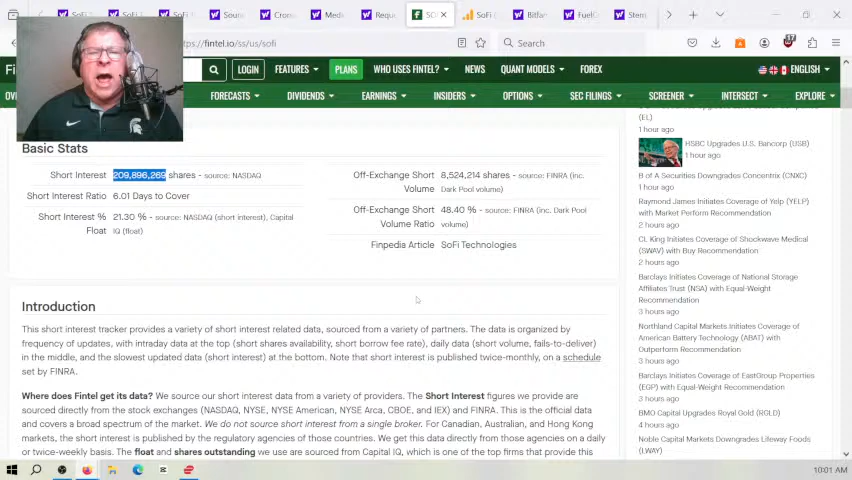 SoFi
SoFi
SoFi
Sour
Crom
Medi
Requ
SO
SoFi (
Bitfar
FuelC
Stem
ttps://fintel.io/ss/us/sofi
Search
Fin
LOGIN
FEATURES
PLANS
WHO USES FINTEL?
NEWS
QUANT MODELS
FOREX
ENGLISH
OV
FORECASTS
DIVIDENDS
EARNINGS
INSIDERS
OPTIONS
SEC FILINGS
SCREENER
INTERSECT
EXPLORE
Basic Stats
Short Interest 209,896,269 shares - source: NASDAQ
Short Interest Ratio 6.01 Days to Cover
Short Interest % 21.30 % - source: NASDAQ (short interest), Capital
Float IQ (float)
Off-Exchange Short 8,524,214 shares - source: FINRA (inc.
Volume Dark Pool volume)
Off-Exchange Short 48.40 % - source: FINRA (inc. Dark Pool
Volume Ratio volume)
Finpedia Article SoFi Technologies
Introduction
This short interest tracker provides a variety of short interest related data, sourced from a variety of partners. The data is organized by
frequency of updates, with intraday data at the top (short shares availability, short borrow fee rate), daily data (short volume, fails-to-deliver)
in the middle, and the slowest updated data (short interest) at the bottom. Note that short interest is published twice-monthly, on a schedule
set by FINRA.
Where does Fintel get its data? We source our short interest data from a variety of providers. The Short Interest figures we provide are
sourced directly from the stock exchanges (NASDAQ, NYSE, NYSE American, NYSE Arca, CBOE, and IEX) and FINRA. This is the official data
and covers a broad spectrum of the market. We do not source short interest from a single broker. For Canadian, Australian, and Hong Kong
markets, the short interest is published by the regulatory agencies of those countries. We get this data directly from those agencies on a daily
or twice-weekly basis. The float and shares outstanding we use are sourced from Capital IQ, which is one of the top firms that provide this
(EL)
1 hour ago
HSBC Upgrades U.S. Bancorp (USB)
1 hour ago
B of A Securities Downgrades Concentrix (CNXC)
1 hour ago
Raymond James Initiates Coverage of Yelp (YELP)
with Market Perform Recommendation
2 hours ago
CL King Initiates Coverage of Shockwave Medical
(SWAV) with Buy Recommendation
2 hours ago
Barclays Initiates Coverage of National Storage
Affiliates Trust (NSA) with Equal-Weight
Recommendation
3 hours ago
Northland Capital Markets Initiates Coverage of
American Battery Technology (ABAT) with
Outperform Recommendation
3 hours ago
Barclays Initiates Coverage of EastGroup Properties
(EGP) with Equal-Weight Recommendation
3 hours ago
BMO Capital Upgrades Royal Gold (RGLD)
4 hours ago
Noble Capital Markets Downgrades Lifeway Foods
(LWAY)
10:01 AM